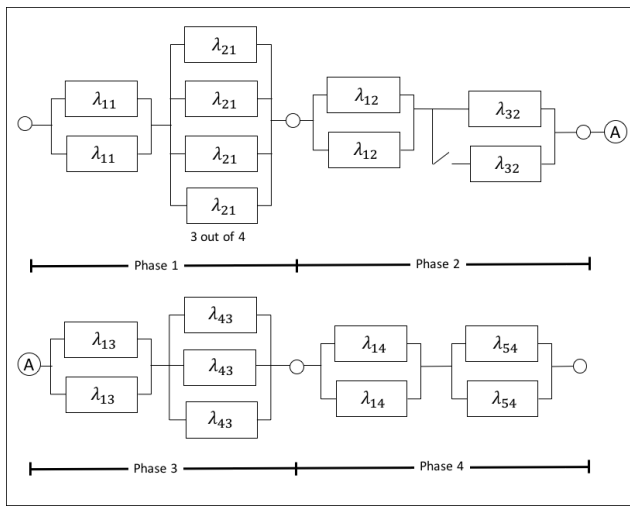 λ₂₁
λ₁₁ λ₂₁ λ₁₂ λ₃₂ A
λ₁₁ λ₂₁ λ₁₂ λ₃₂
λ₂₁
3 out of 4
Phase 1 Phase 2
λ₄₃
λ₁₃ λ₁₄ λ₅₄
A λ₄₃
λ₁₃ λ₁₄ λ₅₄
λ₄₃
Phase 3 Phase 4